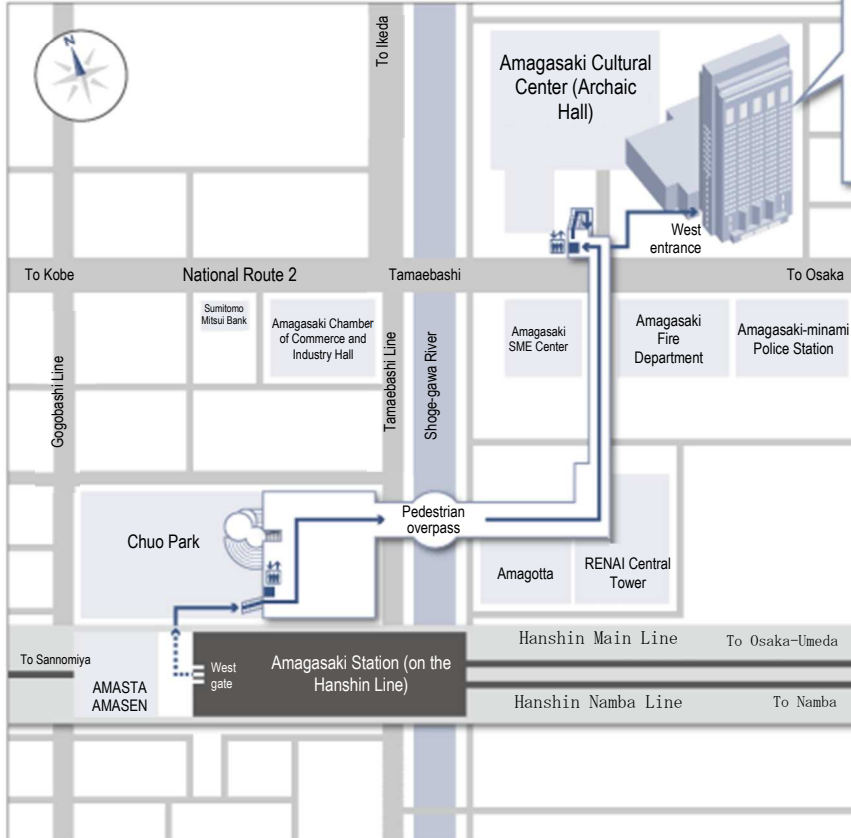 N
To Ikeda
Amagasaki Cultural
Center (Archaic
Hall)
West
entrance
To Kobe
National Route 2
Tamaebashi
To Osaka
Sumitomo
Mitsui Bank
Amagasaki Chamber
of Commerce and
Industry Hall
Amagasaki
SME Center
Amagasaki
Fire
Department
Amagasaki-minami
Police Station
Gogobashi Line
Tamaebashi Line
Shoge-gawa River
Chuo Park
Pedestrian
overpass
Amagotta
RENAI Central
Tower
To Sannomiya
AMASTA
AMASEN
West
gate
Amagasaki Station (on the
Hanshin Line)
Hanshin Main Line
To Osaka-Umeda
Hanshin Namba Line
To Namba